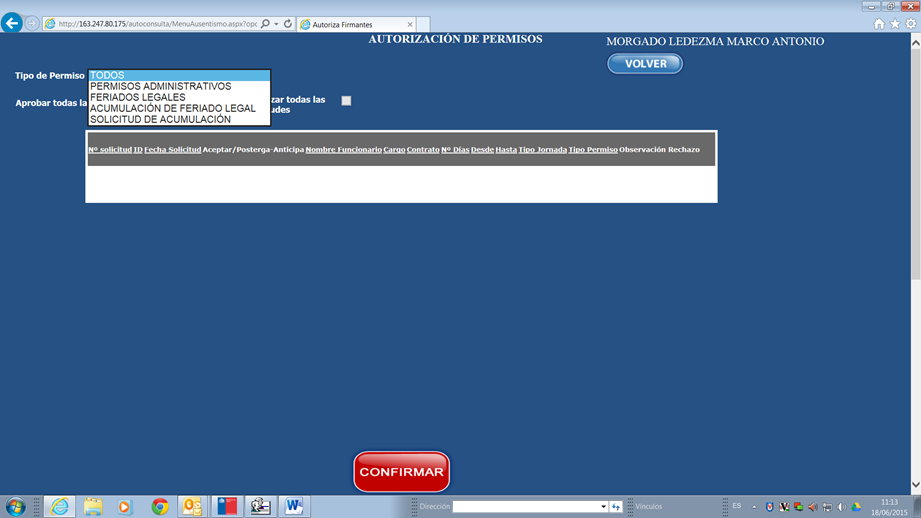 http://163.247.80.175/autoconsulta/MenuAusentismo.aspx?opc
Autoriza Firmantes
AUTORIZACIÓN DE PERMISOS
MORGADO LEDEZMA MARCO ANTONIO
VOLVER
Tipo de Permiso
TODOS
PERMISOS ADMINISTRATIVOS
FERIADOS LEGALES
ACUMULACIÓN DE FERIADO LEGAL
SOLICITUD DE ACUMULACIÓN
Aprobar todas la
zar todas las
udes
Nº solicitud ID Fecha Solicitud Aceptar/Posterga-Anticipa Nombre Funcionario Cargo Contrato Nº Días Desde Hasta Tipo Jornada Tipo Permiso Observación Rechazo
CONFIRMAR
Dirección
Vínculos
ES
11:13
18/06/2015